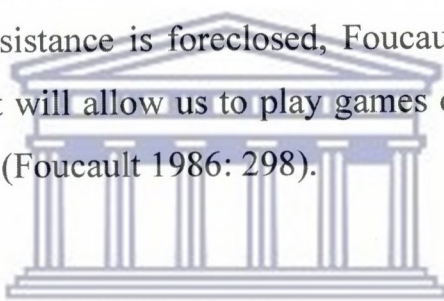 sistance is foreclosed, Foucau
will allow us to play games
(Foucault 1986: 298).